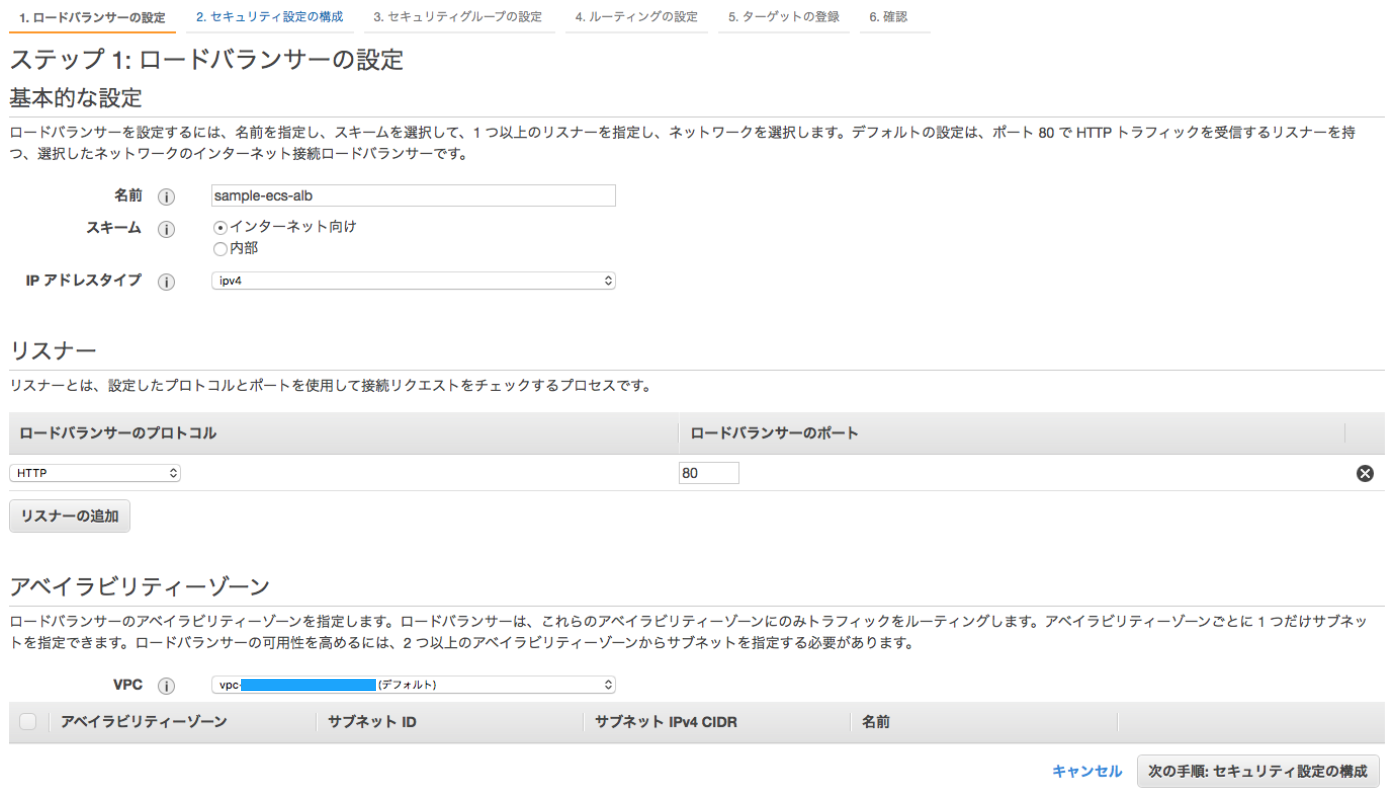 1. ロードバランサーの設定 2. セキュリティ設定の構成 3. セキュリティグループの設定 4. ルーティングの設定 5. ターゲットの登録 6. 確認
ステップ 1: ロードバランサーの設定
基本的な設定
ロードバランサーを設定するには、名前を指定し、スキームを選択して、1 つ以上のリスナーを指定し、ネットワークを選択します。デフォルトの設定は、ポート 80 で HTTP トラフィックを受信するリスナーを持
つ、選択したネットワークのインターネット接続ロードバランサーです。
名前 i sample-ecs-alb
スキーム i インターネット向け
内部
IP アドレスタイプ i ipv4
リスナー
リスナーとは、設定したプロトコルとポートを使用して接続リクエストをチェックするプロセスです。
ロードバランサーのプロトコル ロードバランサーのポート
HTTP 80
リスナーの追加
アベイラビリティーゾーン
ロードバランサーのアベイラビリティーゾーンを指定します。ロードバランサーは、これらのアベイラビリティーゾーンにのみトラフィックをルーティングします。アベイラビリティーゾーンごとに 1 つだけサブネッ
トを指定できます。ロードバランサーの可用性を高めるには、2 つ以上のアベイラビリティーゾーンからサブネットを指定する必要があります。
VPC i vpc- (デフォルト)
アベイラビリティーゾーン サブネット ID サブネット IPv4 CIDR 名前
キャンセル 次の手順: セキュリティ設定の構成